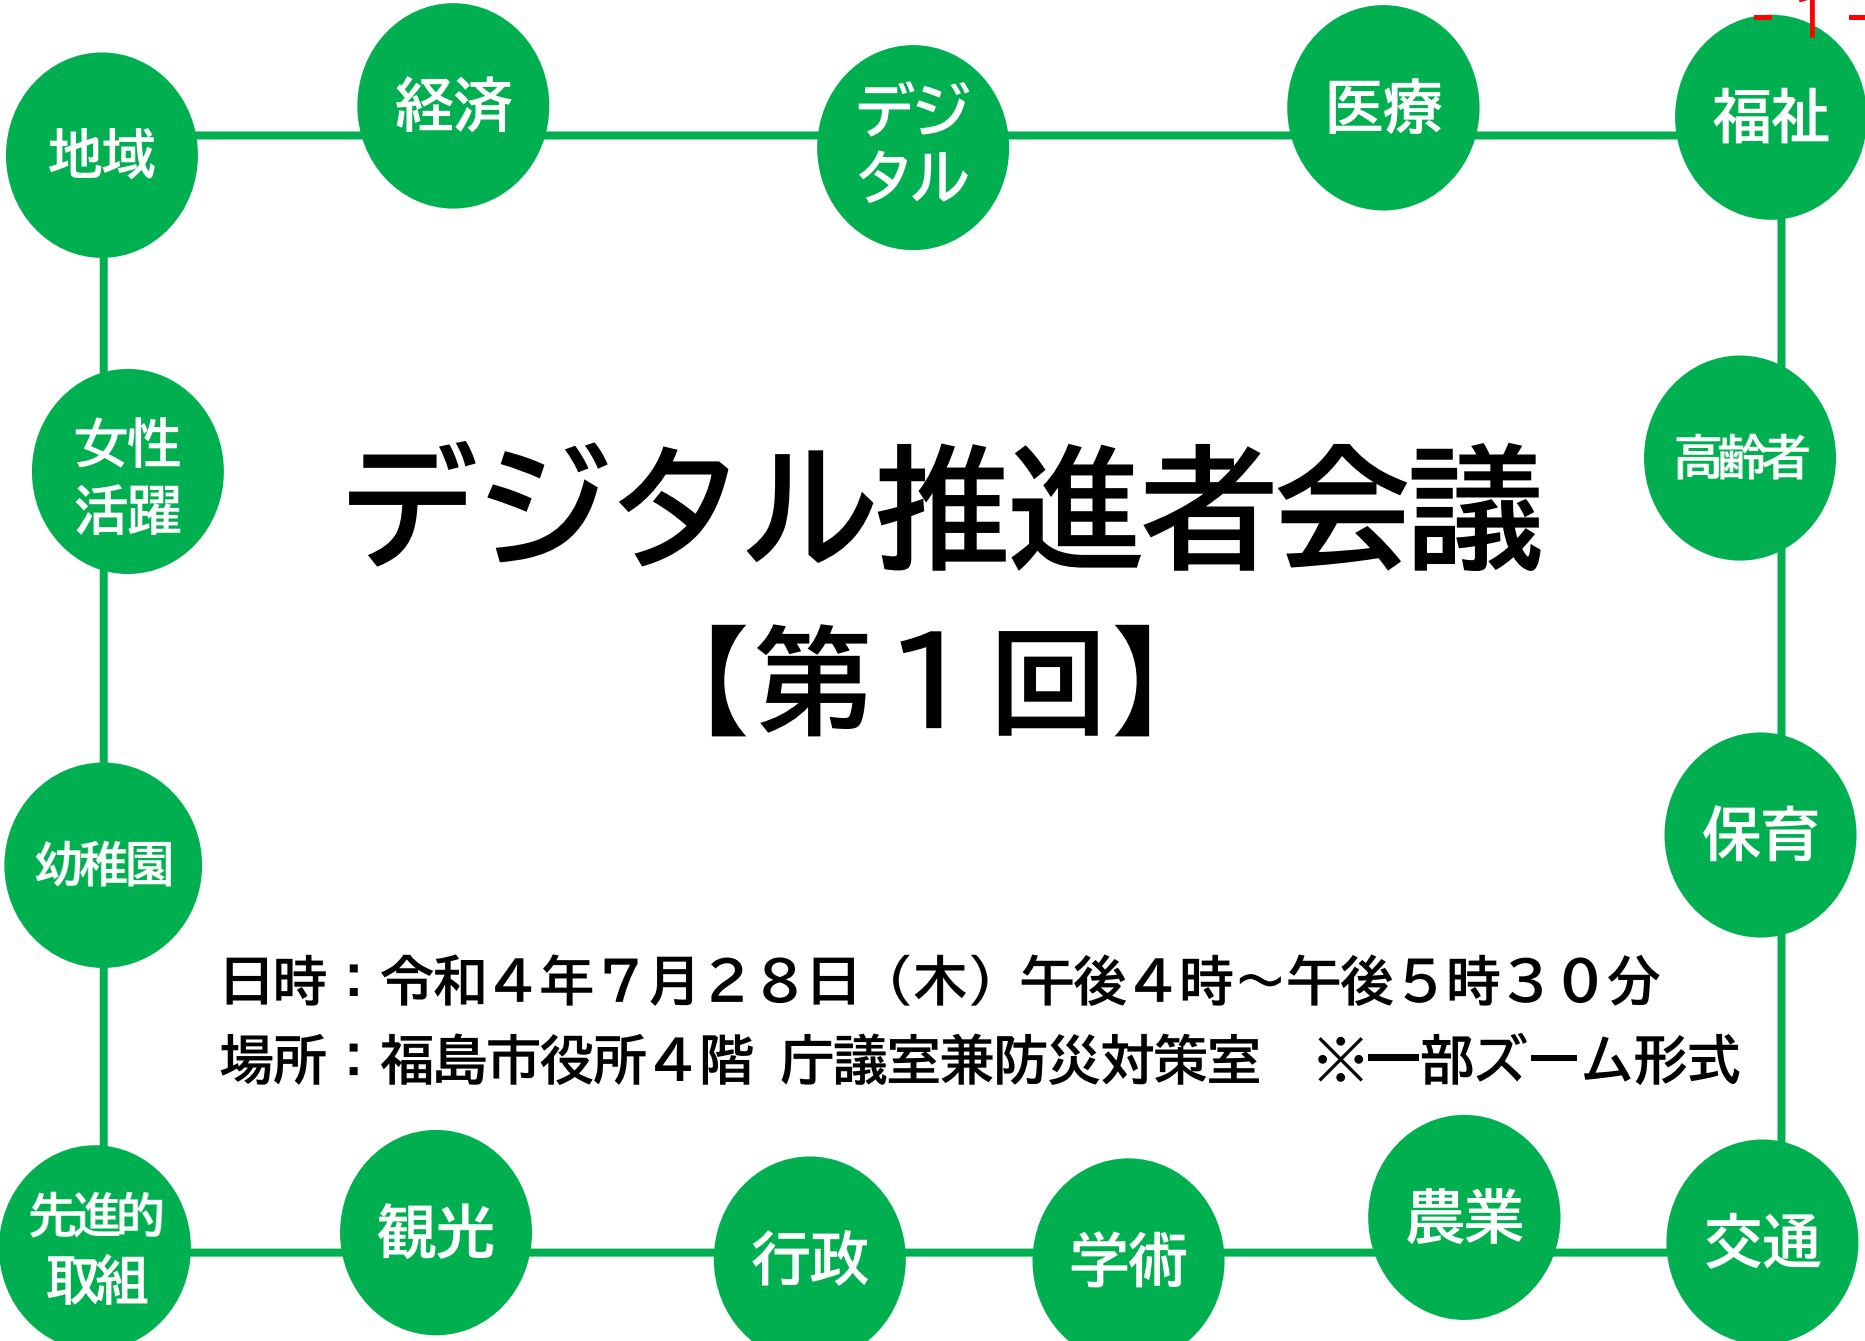 - 1 -
地域
経済
デジ
タル
医療
福祉
女性
活躍
高齢者
デジタル推進者会議
【第１回】
幼稚園
保育
日時：令和４年７月２８日（木）午後４時～午後５時３０分
場所：福島市役所４階 庁議室兼防災対策室　※一部ズーム形式
先進的
取組
観光
行政
学術
農業
交通